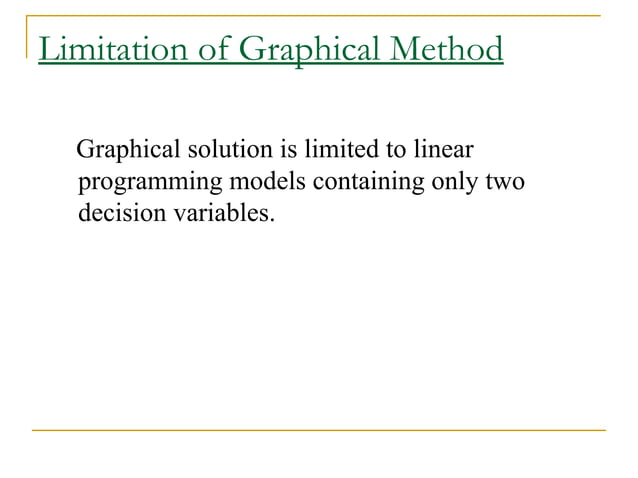 Limitation of Graphical Method
Graphical solution is limited to linear
programming models containing only two
decision variables.